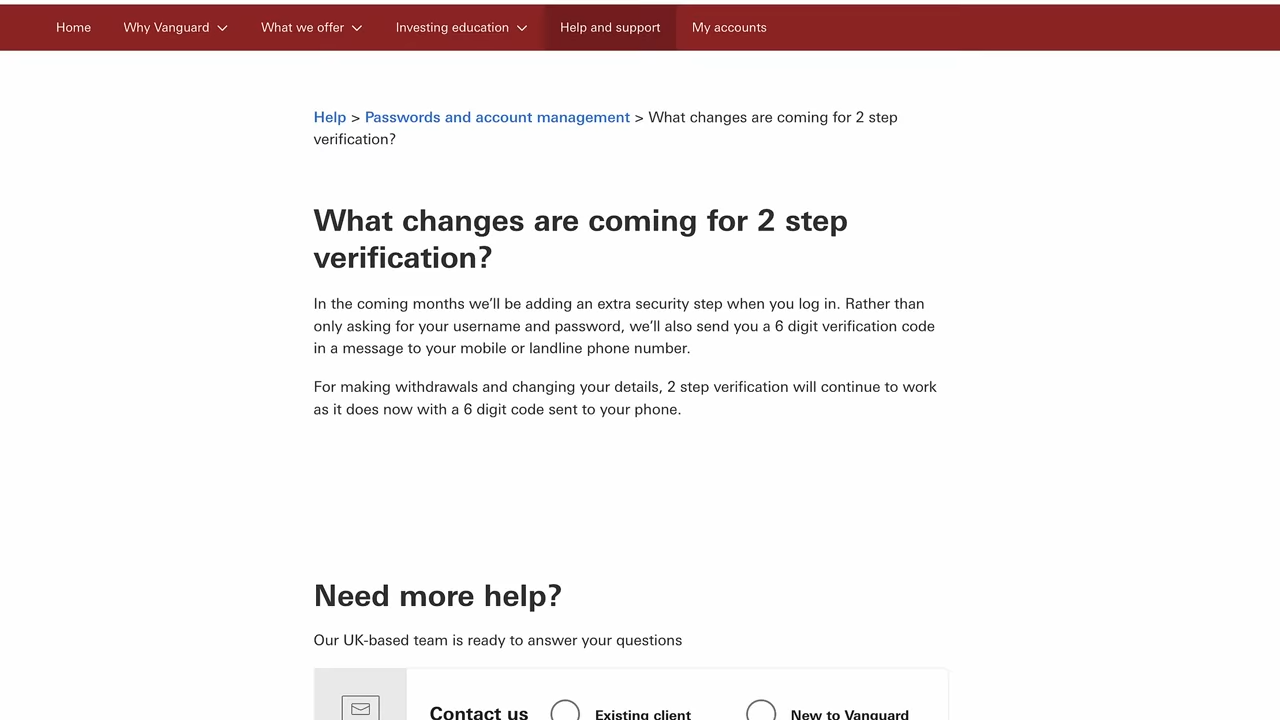 Home Why Vanguard What we offer Investing education Help and support My accounts
Help > Passwords and account management > What changes are coming for 2 step
verification?
What changes are coming for 2 step
verification?
In the coming months we’ll be adding an extra security step when you log in. Rather than
only asking for your username and password, we’ll also send you a 6 digit verification code
in a message to your mobile or landline phone number.
For making withdrawals and changing your details, 2 step verification will continue to work
as it does now with a 6 digit code sent to your phone.
Need more help?
Our UK-based team is ready to answer your questions
Contact us Existing client New to Vanguard